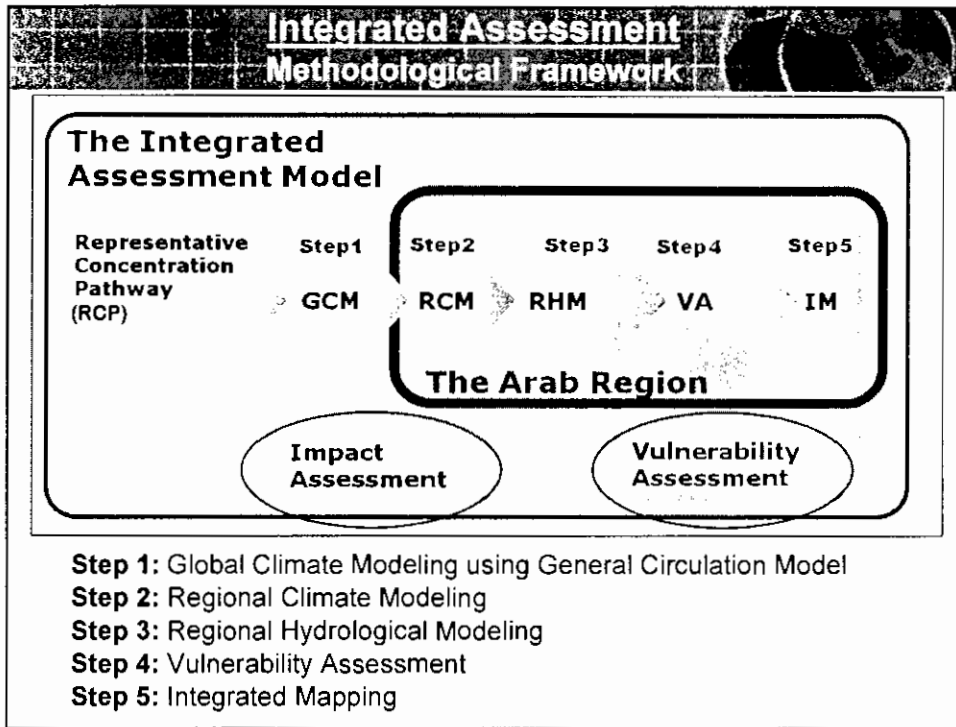 Integrated Assessment
Methodological Framework
The Integrated
Assessment Model
Representative
Concentration
Pathway
(RCP)
Step1
Step2
Step3
Step4
Step5
GCM
RCM
RHM
VA
IM
The Arab Region
Impact
Assessment
Vulnerability
Assessment
Step 1: Global Climate Modeling using General Circulation Model
Step 2: Regional Climate Modeling
Step 3: Regional Hydrological Modeling
Step 4: Vulnerability Assessment
Step 5: Integrated Mapping